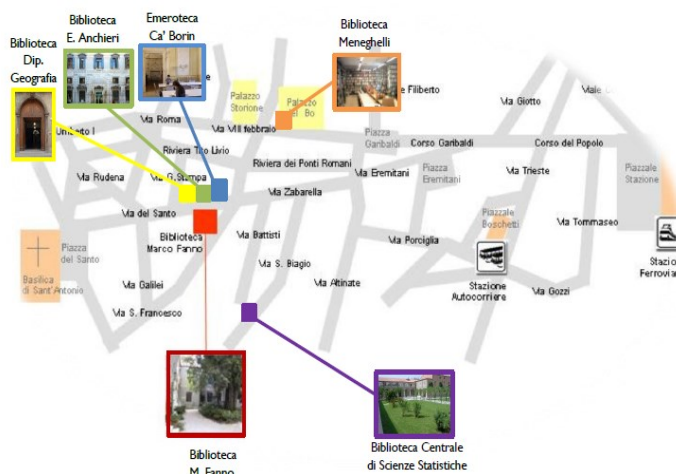 Biblioteca
E. Anchieri
Emeroteca
Ca' Borin
Biblioteca
Meneghelli
Biblioteca
Dip.
Geografia
Umberto I
Via Roma
Palazzo
Storione
Palazzo
del Bo
e Filiberto
Via Giotto
Viale
Via VIII febbraio
Piazza
Garibaldi
Corso Garibaldi
Corso del Popolo
Riviera Tito Livio
Riviera dei Ponti Romani
Via Eremitani
Piazza
Eremitani
Via Trieste
Piazzale
Stazione
Via Rudena
Via G.Stampa
Via Zabarella
Via del Santo
Biblioteca
Marco Fanno
Via Battisti
Via Porciglia
Piazzale
Boschetti
Via Tommaseo
Piazza
del Santo
Basilica
di Sant'Antonio
Via S. Biagio
Via Altinate
Stazione
Autocorriere
Via Gozzi
Stazio
Ferroviar
Via Galilei
Via S. Francesco
Biblioteca
M. Fanno
Biblioteca Centrale
di Scienze Statistiche